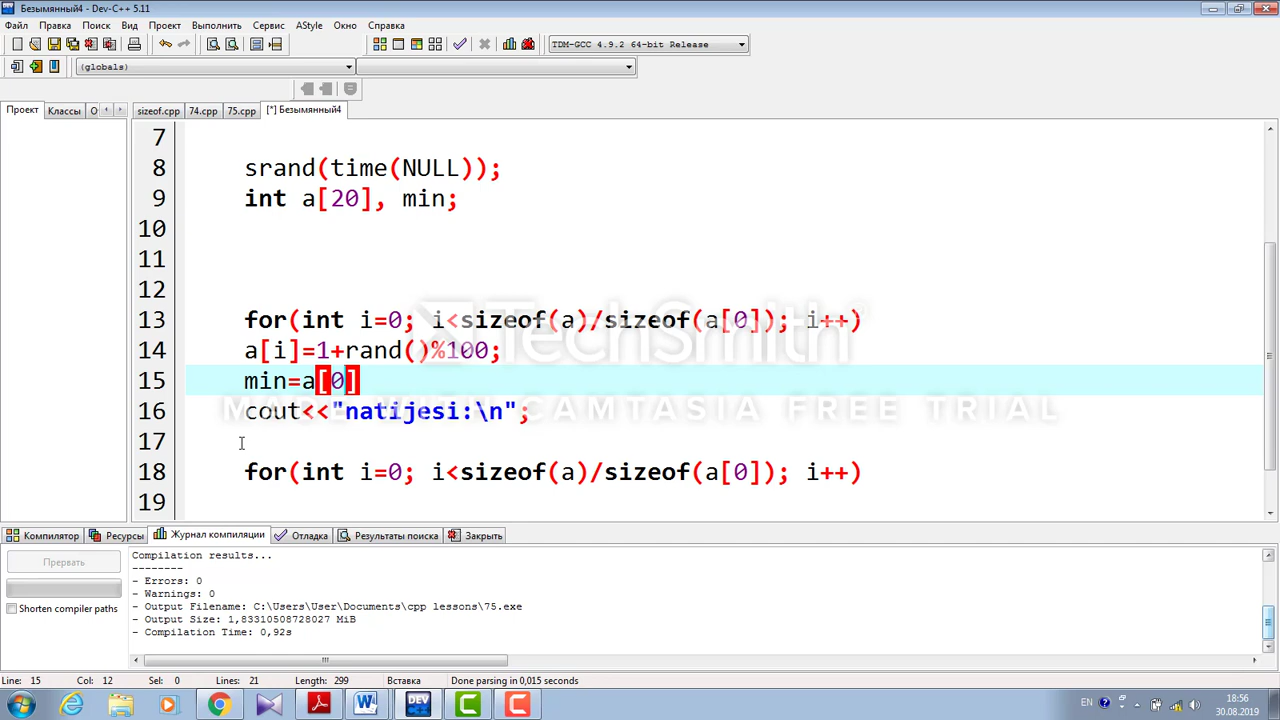 Безымянный4 - Dev-C++ 5.11
Файл Правка Поиск Вид Проект Выполнить Сервис AStyle Окно Справка
TDM-GCC 4.9.2 64-bit Release
(globals)
Проект Классы О sizeof.cpp 74.cpp 75.cpp [*] Безымянный4
7
8 srand(time(NULL));
9 int a[20], min;
10
11
12
13 for(int i=0; i<sizeof(a)/sizeof(a[0]); i++)
TechSmith®
14 a[i]=1+rand()%100;
15 min=a[0]
MADE WITH CAMTASIA FREE TRIAL
16 cout<<"natijesi:\n";
17
18 for(int i=0; i<sizeof(a)/sizeof(a[0]); i++)
19
Компилятор Ресурсы Журнал компиляции Отладка Результаты поиска Закрыть
Прервать
Shorten compiler paths
Compilation results...
--------
- Errors: 0
- Warnings: 0
- Output Filename: C:\Users\User\Documents\cpp lessons\75.exe
- Output Size: 1,83310508728027 MiB
- Compilation Time: 0,92s
Line: 15 Col: 12 Sel: 0 Lines: 21 Length: 299 Вставка Done parsing in 0,015 seconds
DEV EN 18:56
30.08.2019